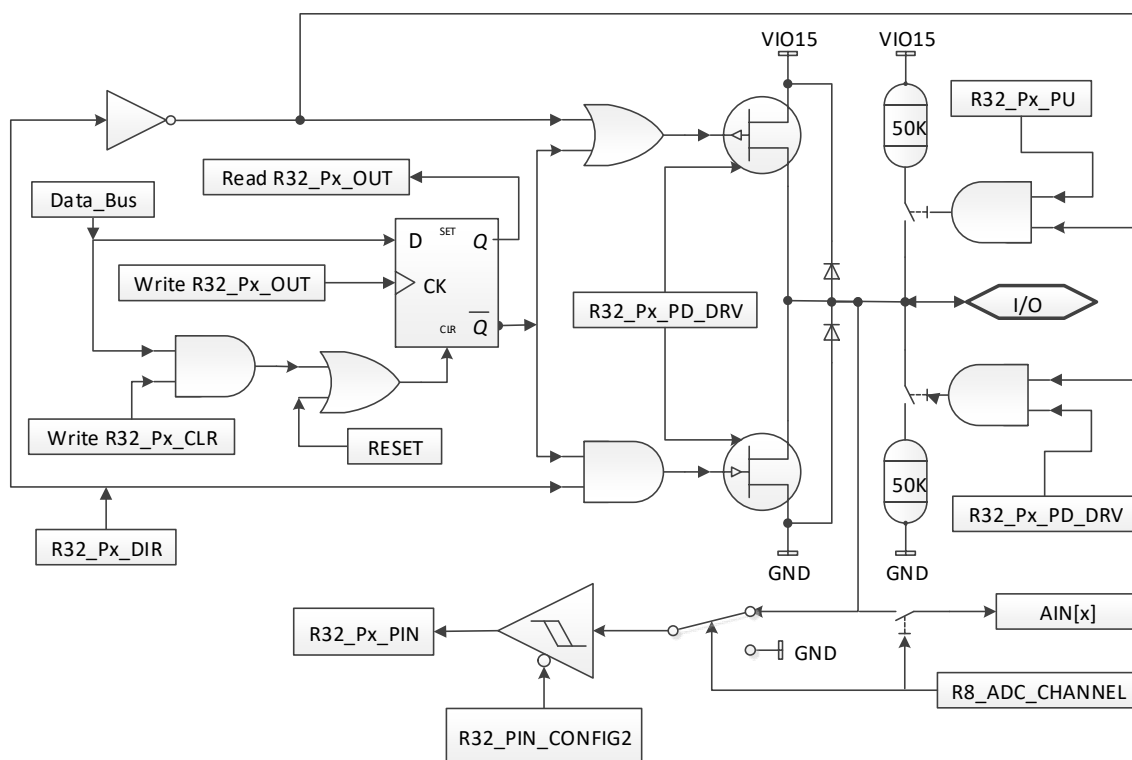 VIO15
VIO15
R32_Px_PU
50K
Read R32_Px_OUT
Data_Bus
D
SET
Q
Write R32_Px_OUT
CK
R32_Px_PD_DRV
I/O
CLR
Q
Write R32_Px_CLR
RESET
50K
R32_Px_PD_DRV
R32_Px_DIR
GND
GND
R32_Px_PIN
AIN[x]
GND
R8_ADC_CHANNEL
R32_PIN_CONFIG2